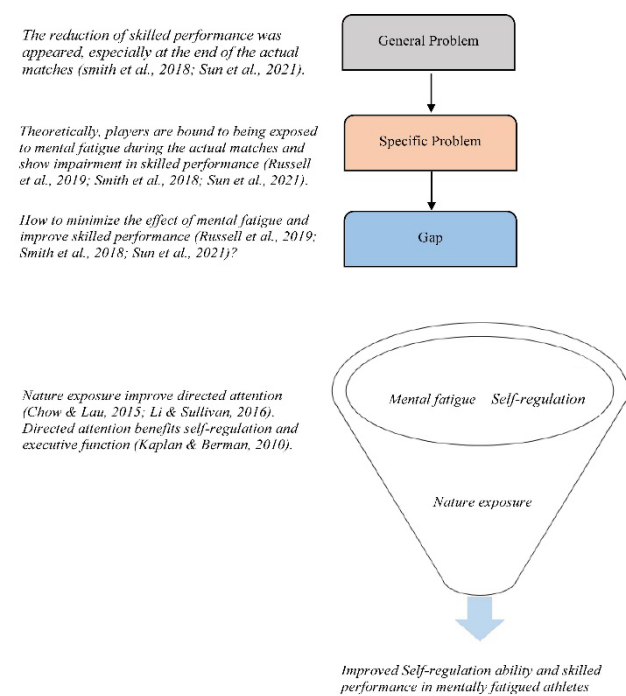 The reduction of skilled performance was
appeared, especially at the end of the actual
matches (smith et al., 2018; Sun et al., 2021).
General Problem
Theoretically, players are bound to being exposed
to mental fatigue during the actual matches and
show impairment in skilled performance (Russell
et al., 2019; Smith et al., 2018; Sun et al., 2021).
Specific Problem
How to minimize the effect of mental fatigue and
improve skilled performance (Russell et al., 2019;
Smith et al., 2018; Sun et al., 2021)?
Gap
Nature exposure improve directed attention
(Chow & Lau, 2015; Li & Sullivan, 2016).
Directed attention benefits self-regulation and
executive function (Kaplan & Berman, 2010).
Mental fatigue Self-regulation
Nature exposure
Improved Self-regulation ability and skilled
performance in mentally fatigued athletes